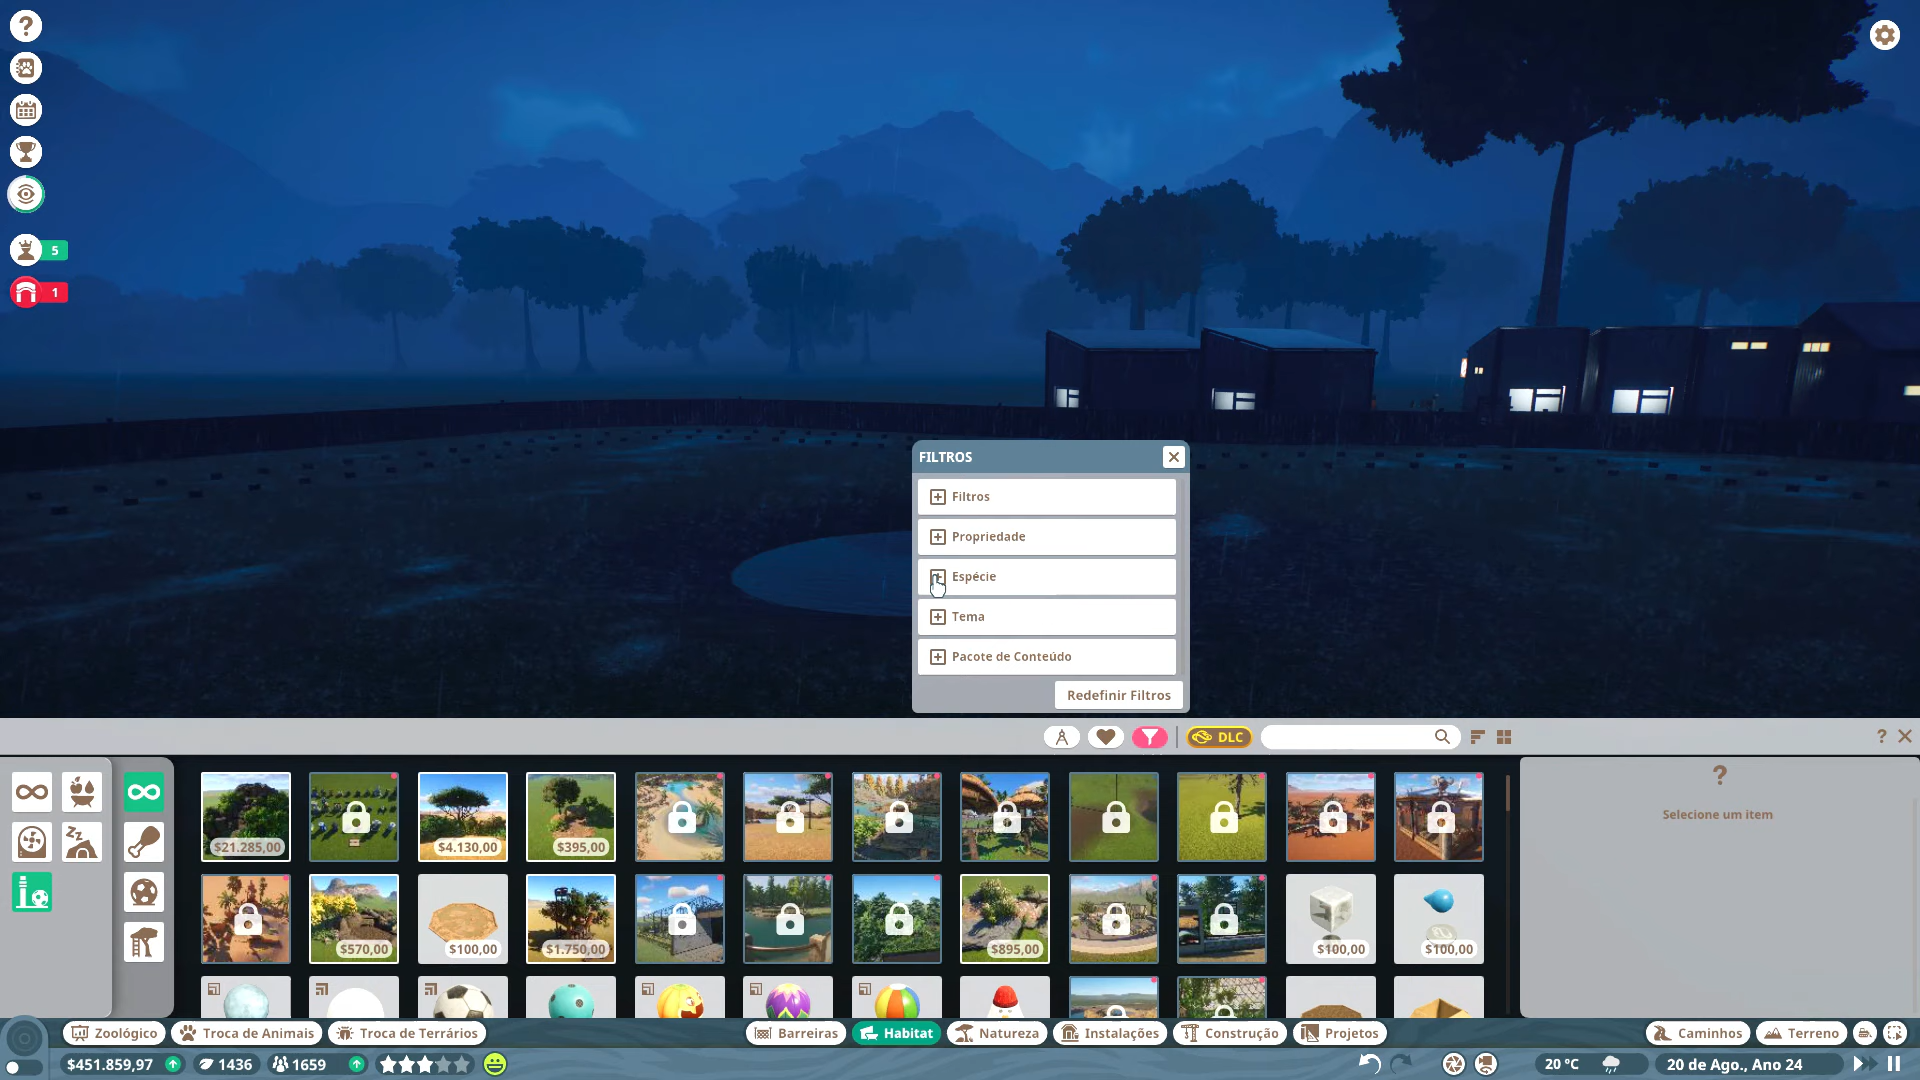 ?
5
1
FILTROS
Filtros
Propriedade
Espécie
Tema
Pacote de Conteúdo
Redefinir Filtros
DLC
?
?
Selecione um item
$21.285,00
$4.130,00
$395,00
$570,00
$100,00
$1.750,00
$895,00
$100,00
$100,00
Zoológico
Troca de Animais
Troca de Terrários
Barreiras
Habitat
Natureza
Instalações
Construção
Projetos
Caminhos
Terreno
$451.859,97
1436
1659
20 °C
20 de Ago., Ano 24